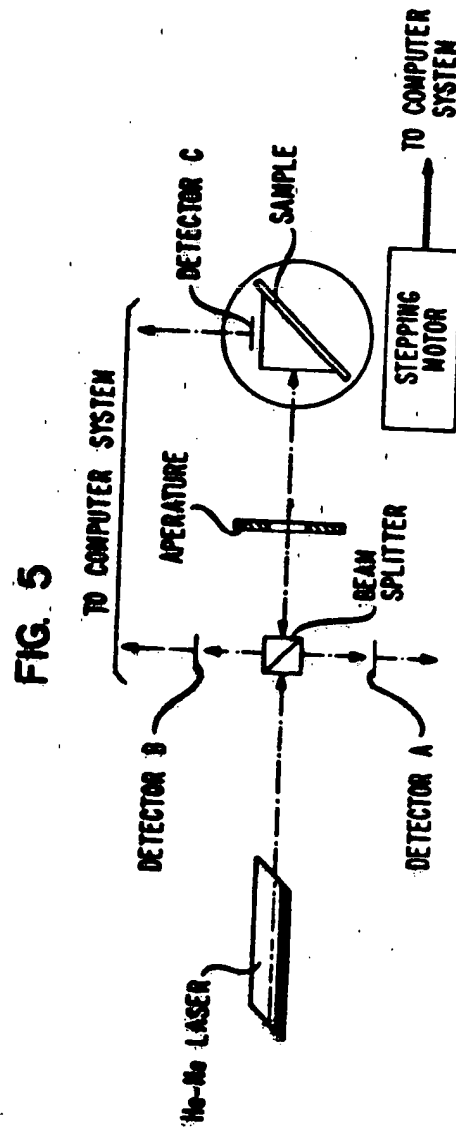 FIG. 5
TO COMPUTER SYSTEM
DETECTOR B
DETECTOR C
APERATURE
SAMPLE
He-Ne LASER
DETECTOR A
BEAM
SPLITTER
STEPPING
MOTOR
TO COMPUTER
SYSTEM